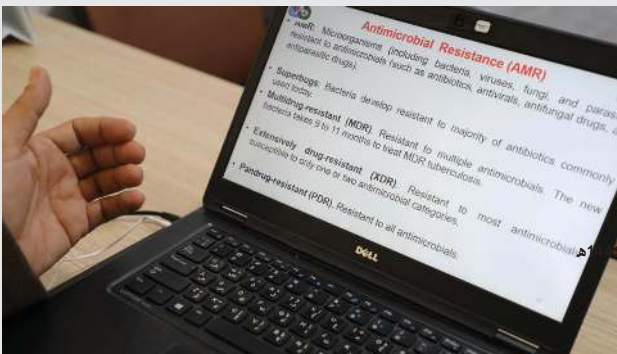 Antimicrobial Resistance (AMR)
• AMR: Microorganisms (including bacteria, viruses, fungi, and paras
resistant to antimicrobials (such as antibiotics, antivirals, antifungal drugs, a
antiparasitic drugs).
• Superbugs: Bacteria develop resistant to majority of antibiotics commonly
used today.
• Multidrug-resistant (MDR). Resistant to multiple antimicrobials. The new
bacteria takes 9 to 11 months to treat MDR tuberculosis.
• Extensively drug-resistant (XDR). Resistant to most antimicrobials
susceptible to only one or two antimicrobial categories.
• Pandrug-resistant (PDR). Resistant to all antimicrobials.
DELL